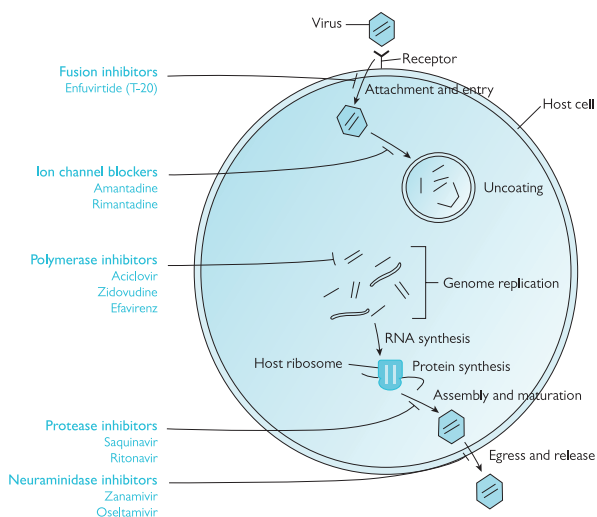 Virus
Receptor
Fusion inhibitors
Enfuvirtide (T-20)
Attachment and entry
Host cell
Ion channel blockers
Amantadine
Rimantadine
Uncoating
Polymerase inhibitors
Aciclovir
Zidovudine
Efavirenz
Genome replication
RNA synthesis
Host ribosome
Protein synthesis
Assembly and maturation
Protease inhibitors
Saquinavir
Ritonavir
Egress and release
Neuraminidase inhibitors
Zanamivir
Oseltamivir